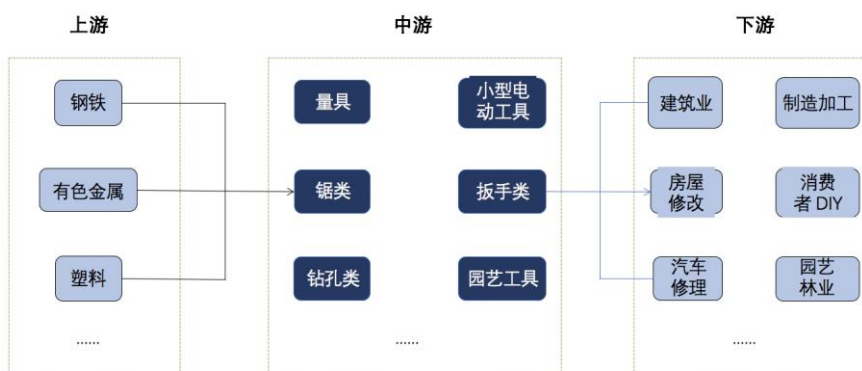 上游
中游
下游
钢铁
量具
小型电
动工具
建筑业
制造加工
有色金属
锯类
扳手类
房屋
修改
消费
者 DIY
塑料
钻孔类
园艺工具
汽车
修理
园艺
林业
......
......
......